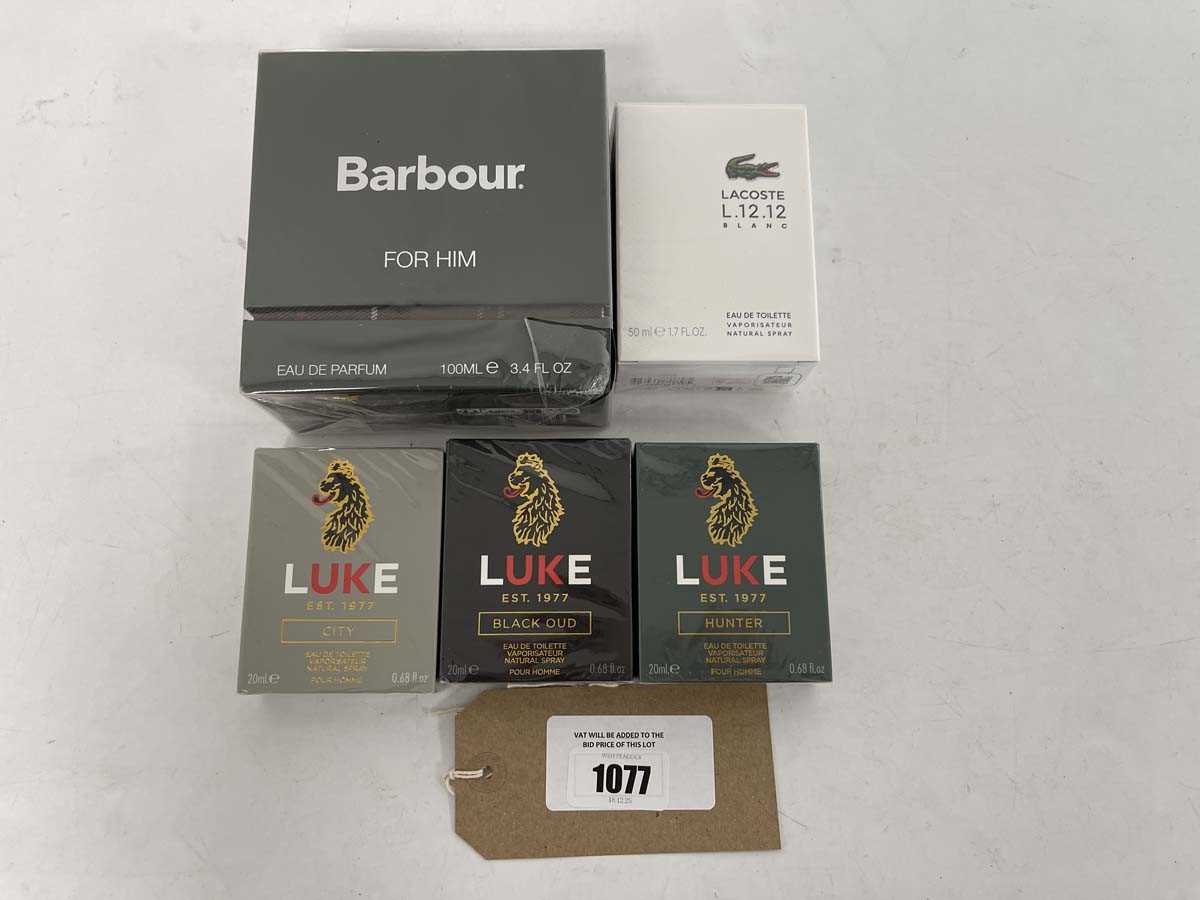 Barbour.
FOR HIM
EAU DE PARFUM 100ML e 3.4 FL OZ
LACOSTE
L.12.12
BLANC
EAU DE TOILETTE
VAPORISATEUR
NATURAL SPRAY
50 ml e 1.7 FL.OZ.
LUKE
EST. 1977
CITY
EAU DE TOILETTE
VAPORISATEUR
NATURAL SPRAY
POUR HOMME
20ml e 0.68 fl.oz
LUKE
EST. 1977
BLACK OUD
EAU DE TOILETTE
VAPORISATEUR
NATURAL SPRAY
POUR HOMME
20ml e 0.68 fl.oz
LUKE
EST. 1977
HUNTER
EAU DE TOILETTE
VAPORISATEUR
NATURAL SPRAY
POUR HOMME
20ml e 0.68 fl.oz
VAT WILL BE ADDED TO THE
BID PRICE OF THIS LOT
1077
18.12.25